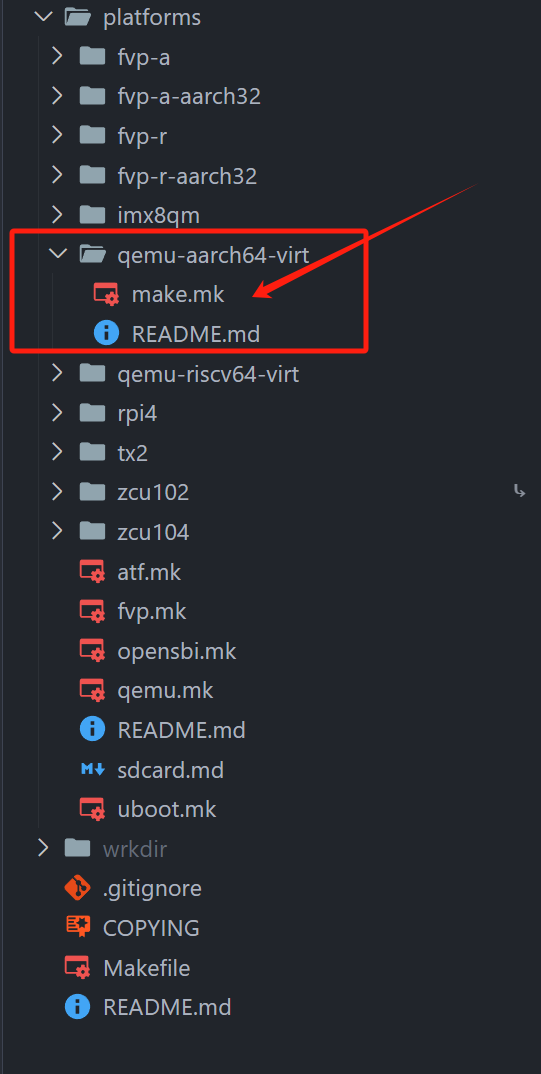 platforms
fvp-a
fvp-a-aarch32
fvp-r
fvp-r-aarch32
imx8qm
qemu-aarch64-virt
make.mk
README.md
qemu-riscv64-virt
rpi4
tx2
zcu102
zcu104
atf.mk
fvp.mk
opensbi.mk
qemu.mk
README.md
sdcard.md
uboot.mk
wrkdir
.gitignore
COPYING
Makefile
README.md